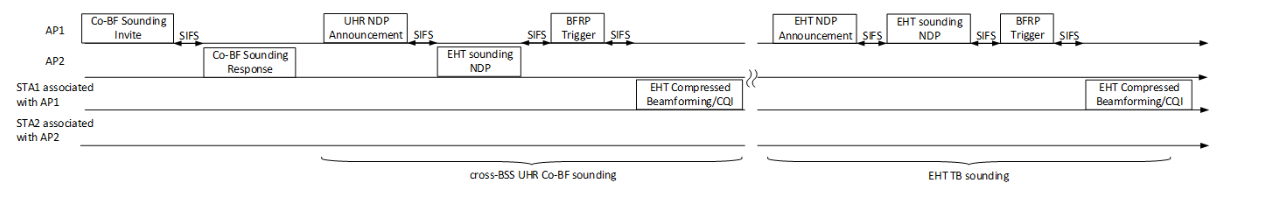 AP1
Co-BF Sounding
Invite
SIFS
UHR NDP
Announcement
SIFS
SIFS
BFRP
Trigger
SIFS
EHT NDP
Announcement
SIFS
EHT sounding
NDP
SIFS
BFRP
Trigger
SIFS
AP2
Co-BF Sounding
Response
EHT sounding
NDP
STA1 associated
with AP1
EHT Compressed
Beamforming/CQI
EHT Compressed
Beamforming/CQI
STA2 associated
with AP2
cross-BSS UHR Co-BF sounding
EHT TB sounding